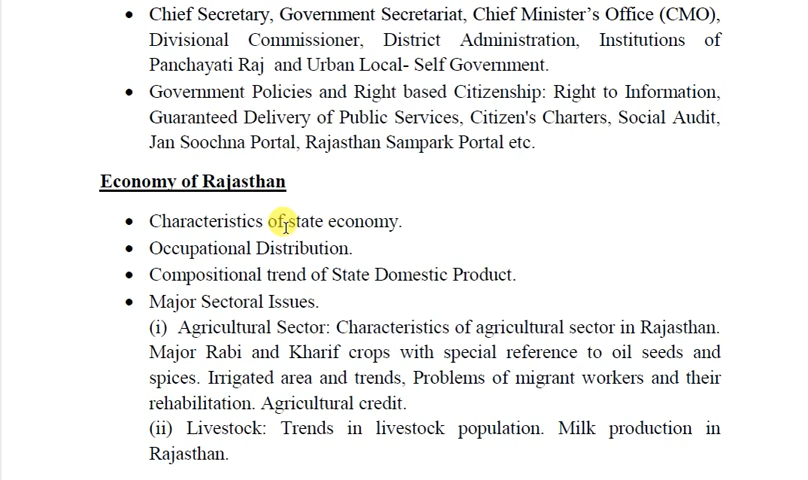 • Chief Secretary, Government Secretariat, Chief Minister’s Office (CMO),
Divisional Commissioner, District Administration, Institutions of
Panchayati Raj and Urban Local- Self Government.
• Government Policies and Right based Citizenship: Right to Information,
Guaranteed Delivery of Public Services, Citizen's Charters, Social Audit,
Jan Soochna Portal, Rajasthan Sampark Portal etc.
Economy of Rajasthan
• Characteristics of state economy.
• Occupational Distribution.
• Compositional trend of State Domestic Product.
• Major Sectoral Issues.
(i) Agricultural Sector: Characteristics of agricultural sector in Rajasthan.
Major Rabi and Kharif crops with special reference to oil seeds and
spices. Irrigated area and trends, Problems of migrant workers and their
rehabilitation. Agricultural credit.
(ii) Livestock: Trends in livestock population. Milk production in
Rajasthan.